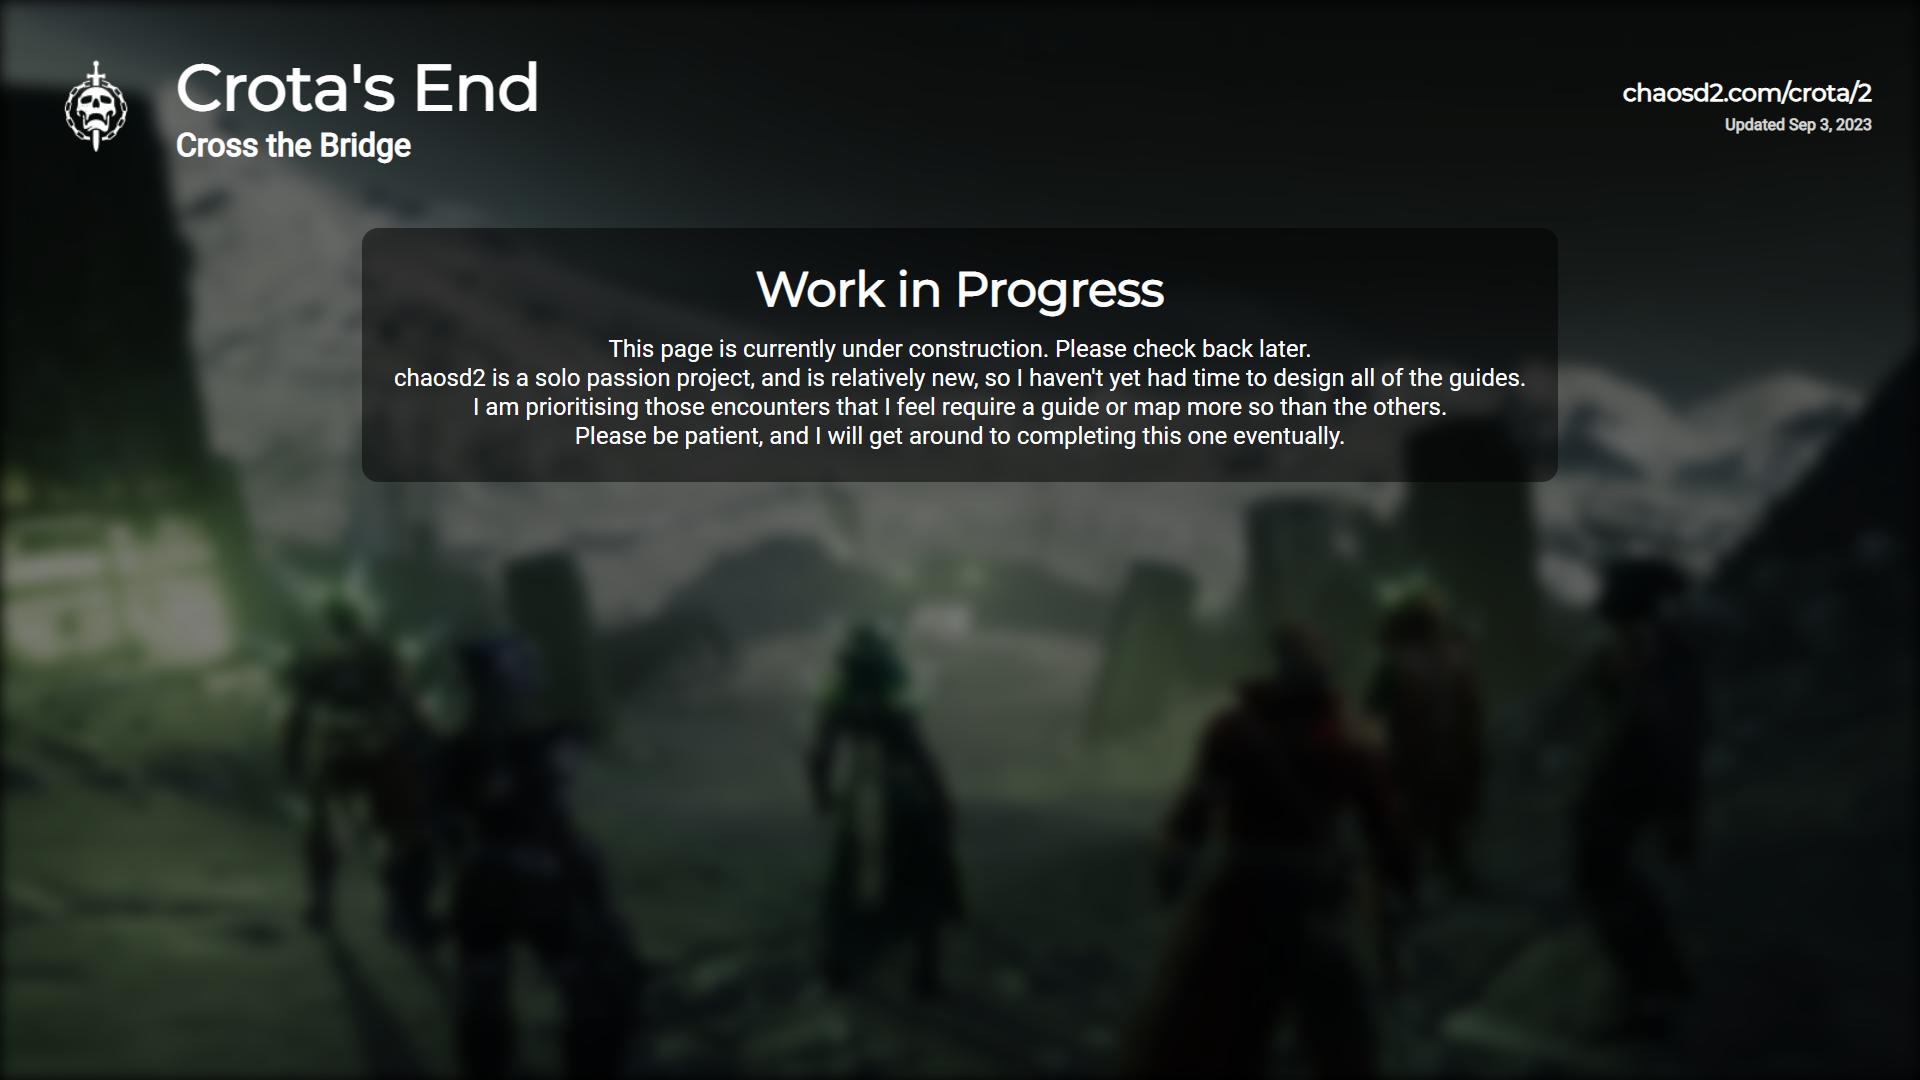 Crota's End
Cross the Bridge
chaosd2.com/crota/2
Updated Sep 3, 2023
Work in Progress
This page is currently under construction. Please check back later.
chaosd2 is a solo passion project, and is relatively new, so I haven't yet had time to design all of the guides.
I am prioritising those encounters that I feel require a guide or map more so than the others.
Please be patient, and I will get around to completing this one eventually.